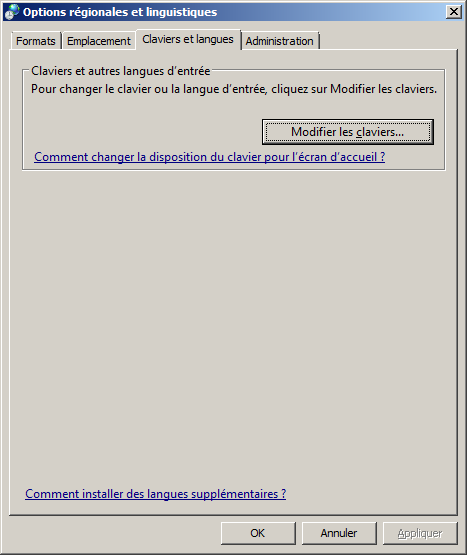 Options régionales et linguistiques
Formats Emplacement Claviers et langues Administration
Claviers et autres langues d'entrée
Pour changer le clavier ou la langue d'entrée, cliquez sur Modifier les claviers.
Modifier les claviers...
Comment changer la disposition du clavier pour l'écran d'accueil ?
Comment installer des langues supplémentaires ?
OK Annuler Appliquer